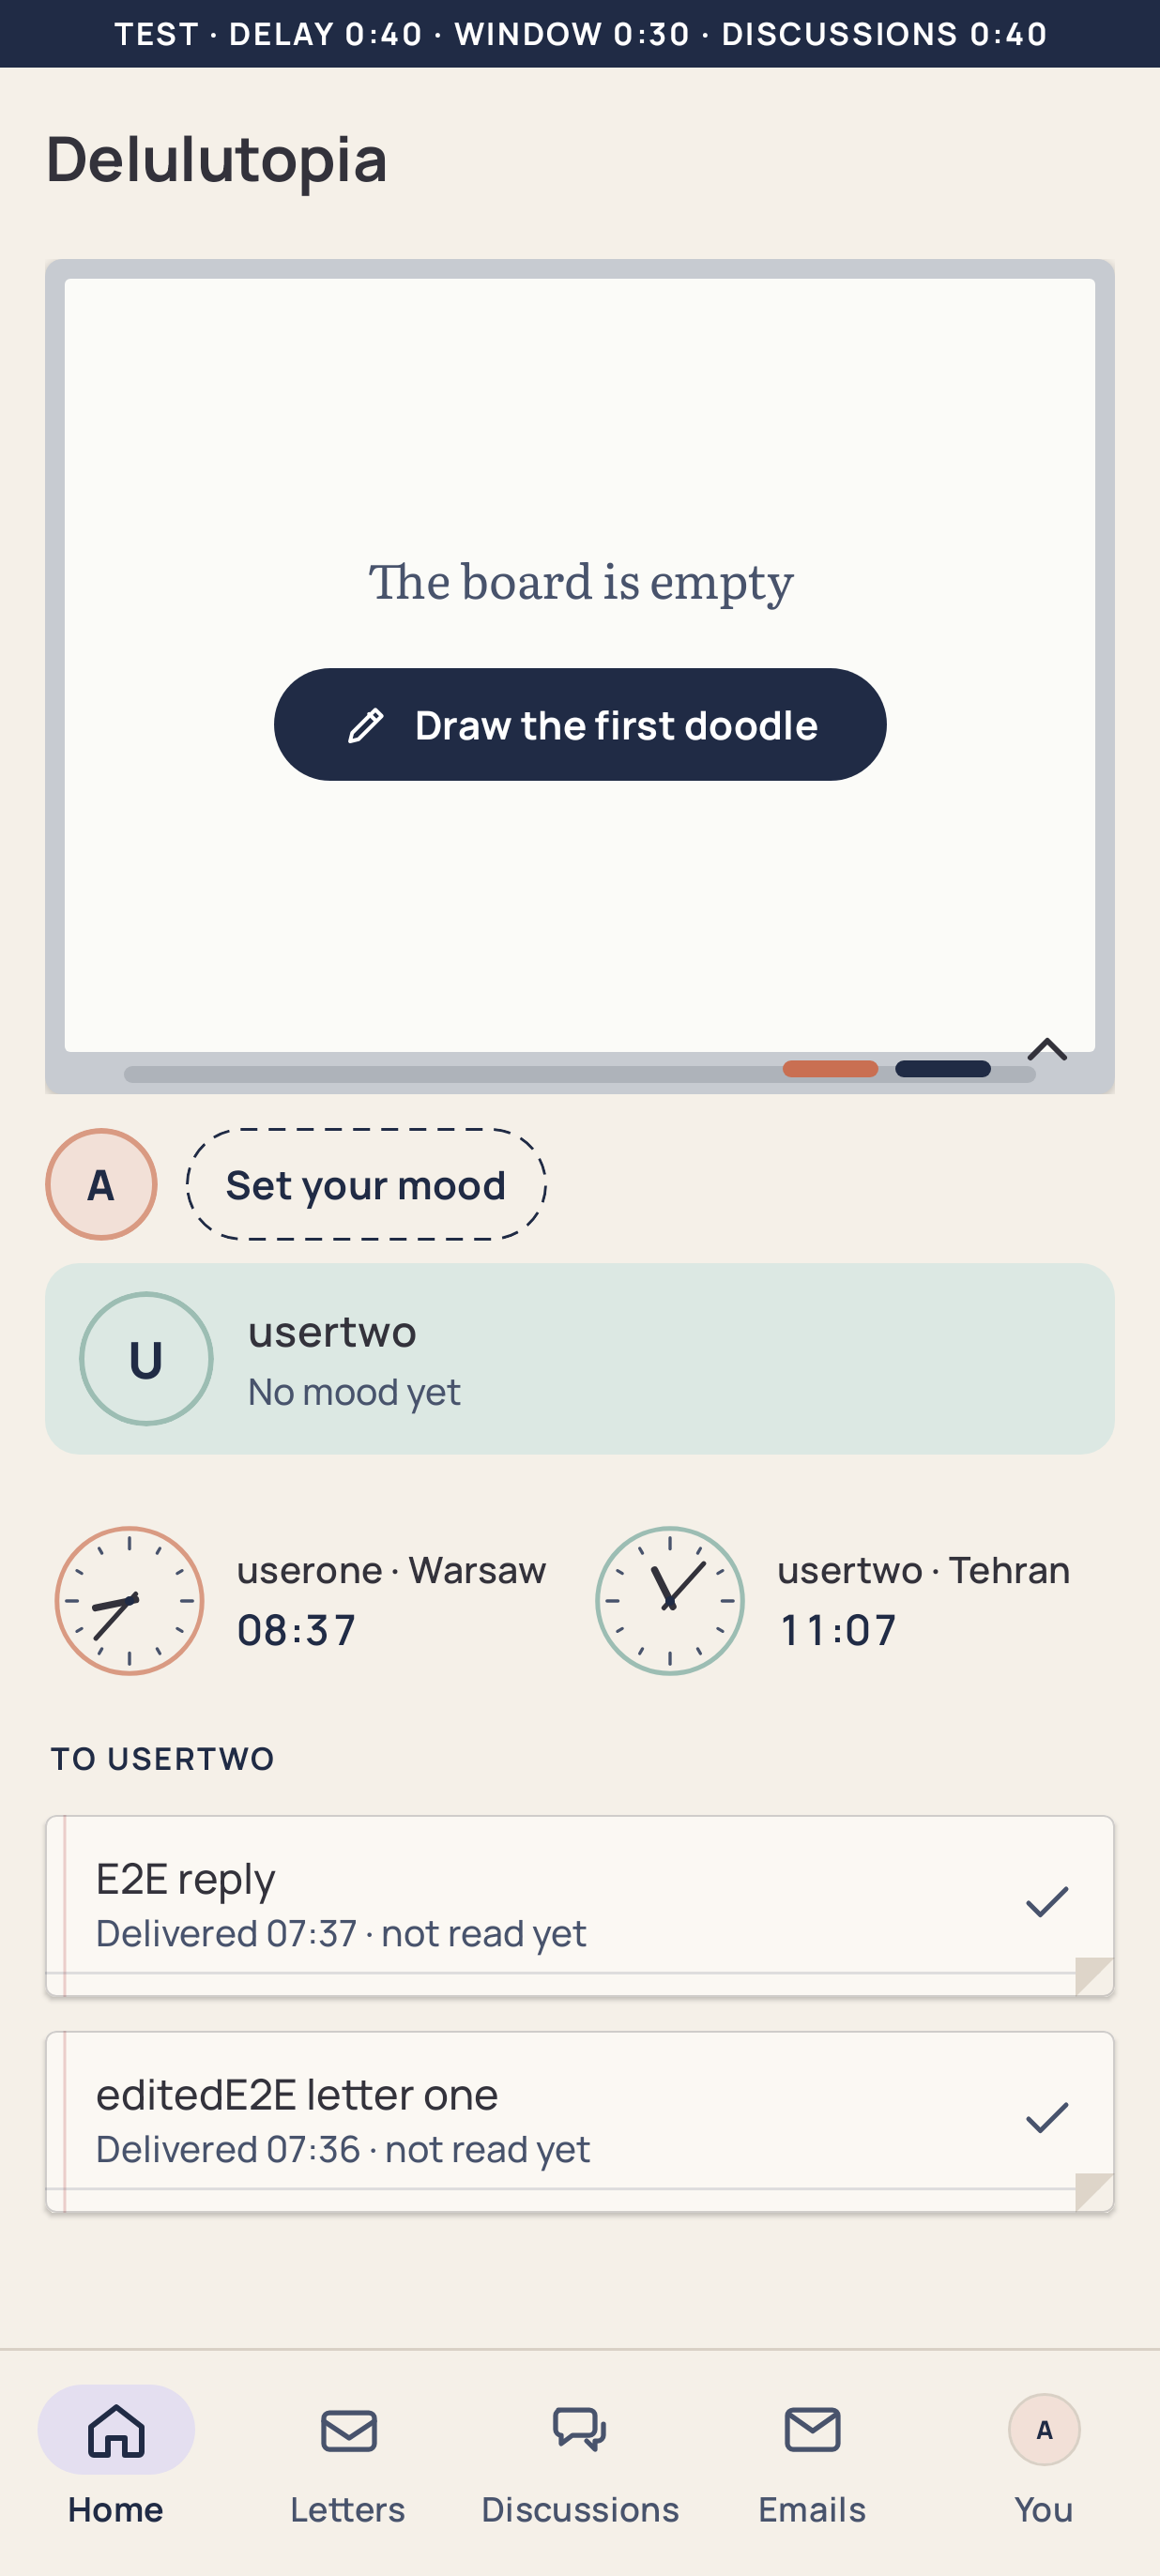 TEST · DELAY 0:40 · WINDOW 0:30 · DISCUSSIONS 0:40
Delulutopia
The board is empty
Draw the first doodle
A
Set your mood
U
usertwo
No mood yet
userone · Warsaw
08:37
usertwo · Tehran
11:07
TO USERTWO
E2E reply
Delivered 07:37 · not read yet
editedE2E letter one
Delivered 07:36 · not read yet
A
Home
Letters
Discussions
Emails
You